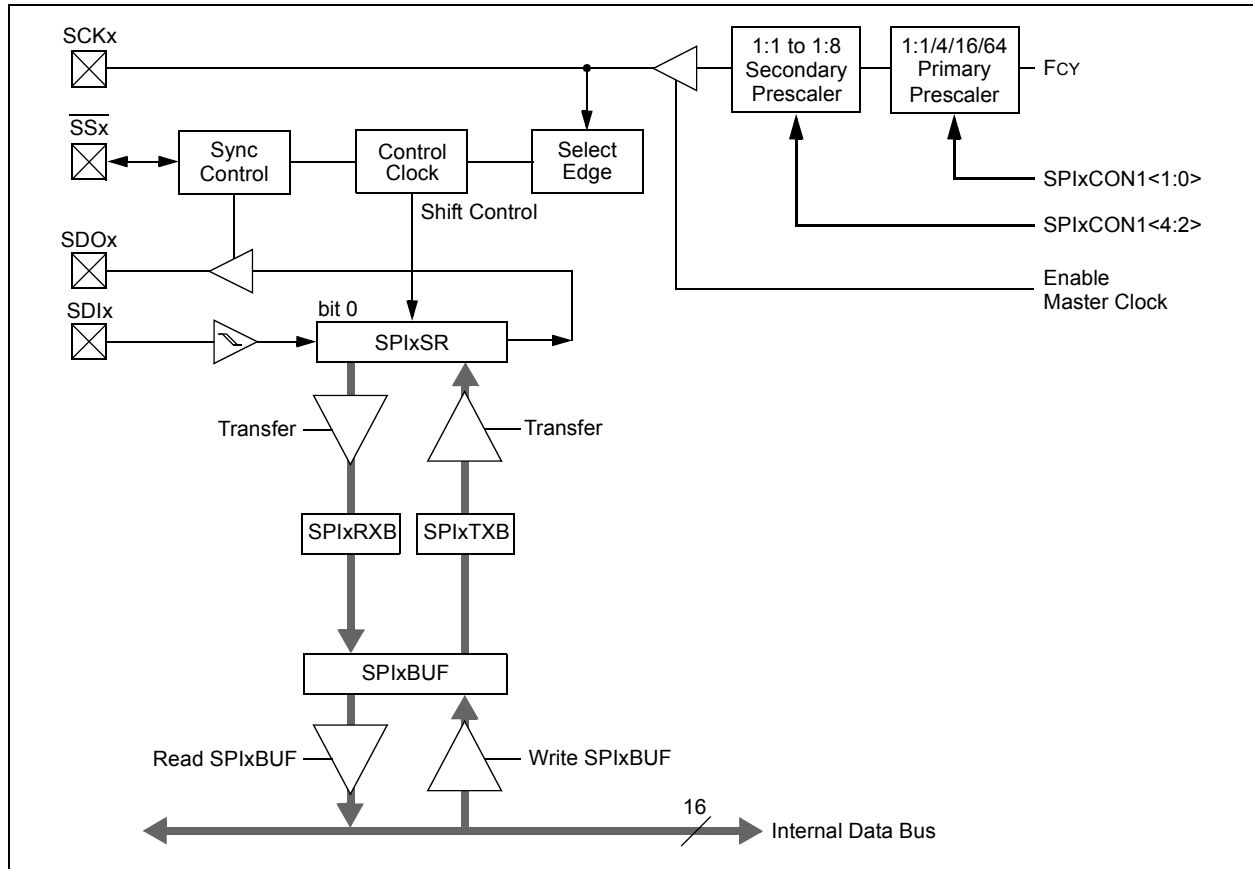 SCKx
1:1 to 1:8
Secondary
Prescaler
1:1/4/16/64
Primary
Prescaler
FCY
SSx
Sync
Control
Control
Clock
Select
Edge
SPIxCON1<1:0>
Shift Control
SPIxCON1<4:2>
SDOx
Enable
Master Clock
SDIx
bit 0
SPIxSR
Transfer
Transfer
SPIxRXB
SPIxTXB
SPIxBUF
Read SPIxBUF
Write SPIxBUF
16
Internal Data Bus